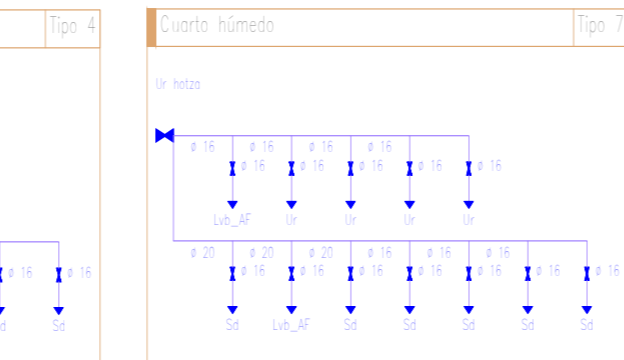 Tipo 4
Cuarto húmedo
Tipo 7
Ur hotza
ø 16 ø 16 ø 16 ø 16
ø 16 ø 16 ø 16 ø 16 ø 16
Lvb_AF Ur Ur Ur Ur
ø 20 ø 20 ø 20 ø 16 ø 16 ø 16
ø 16 ø 16 ø 16 ø 16 ø 16 ø 16 ø 16 ø 16 ø 16
Sd Sd Lvb_AF Sd Sd Sd Sd Sd